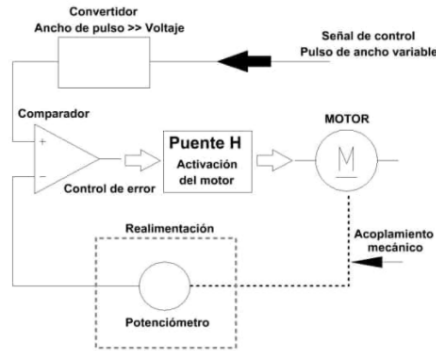 Convertidor
Ancho de pulso >> Voltaje
Señal de control
Pulso de ancho variable
Comparador
+
−
Control de error
Puente H
Activación
del motor
MOTOR
M
Realimentación
Potenciómetro
Acoplamiento
mecánico